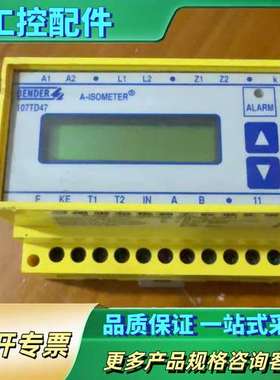 工控配件
A1 A2 • L1 L2 • Z1 Z2
BENDER
A-ISOMETER®
107TD47
ALARM
F KE T1 T2 IN A B • 11
品质保证 一站式采
开专票
更多产品规格咨询客